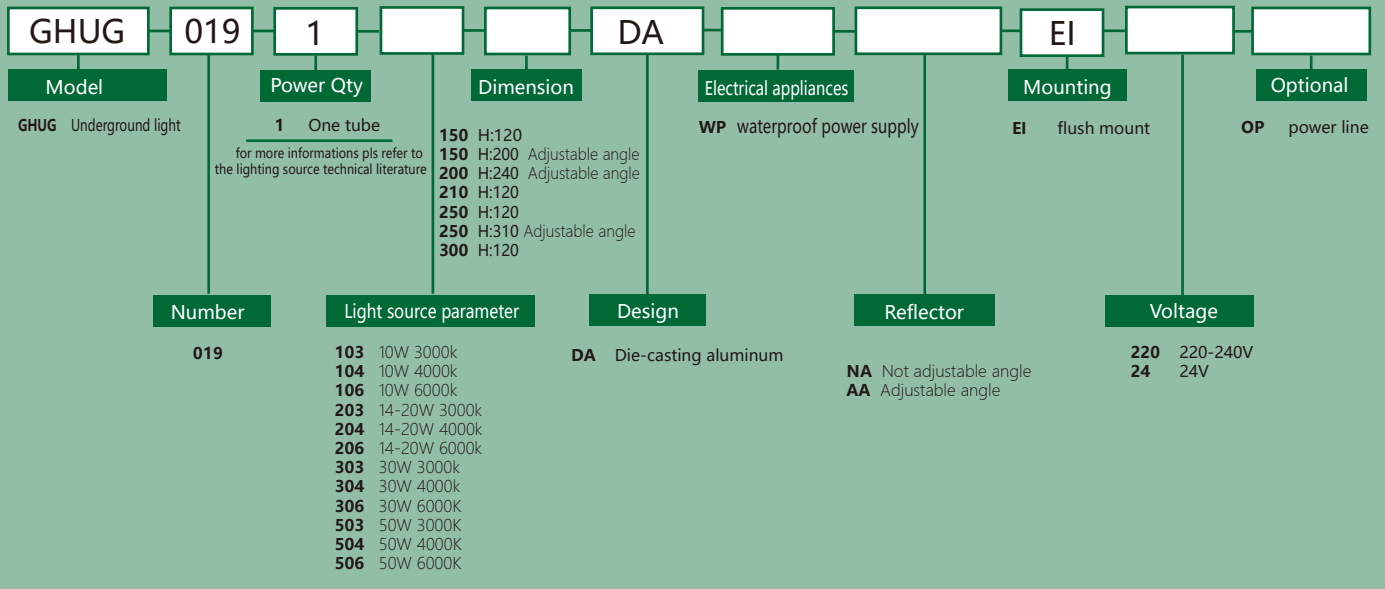 GHUG 019 1 DA EI
Model
Power Qty
Dimension
Electrical appliances
Mounting
Optional
GHUG Underground light
1 One tube
for more informations pls refer to
the lighting source technical literature
150 H:120
150 H:200 Adjustable angle
200 H:240 Adjustable angle
210 H:120
250 H:120
250 H:310 Adjustable angle
300 H:120
WP waterproof power supply
EI flush mount
OP power line
Number
Light source parameter
Design
Reflector
Voltage
019
103 10W 3000k
104 10W 4000k
106 10W 6000k
203 14-20W 3000k
204 14-20W 4000k
206 14-20W 6000k
303 30W 3000k
304 30W 4000k
306 30W 6000K
503 50W 3000K
504 50W 4000K
506 50W 6000K
DA Die-casting aluminum
NA Not adjustable angle
AA Adjustable angle
220 220-240V
24 24V